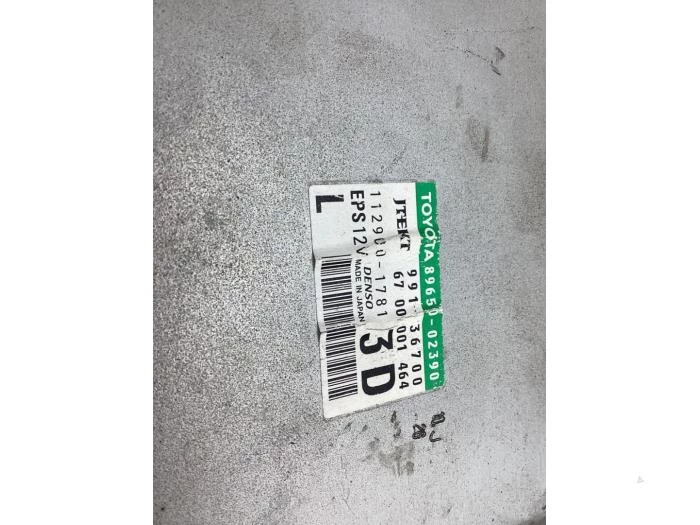 TOYOTA 89650-02390
JTEKT 991-36700
67 00 001 464
112900-1781
DENSO
EPS12V MADE IN JAPAN
3D
L